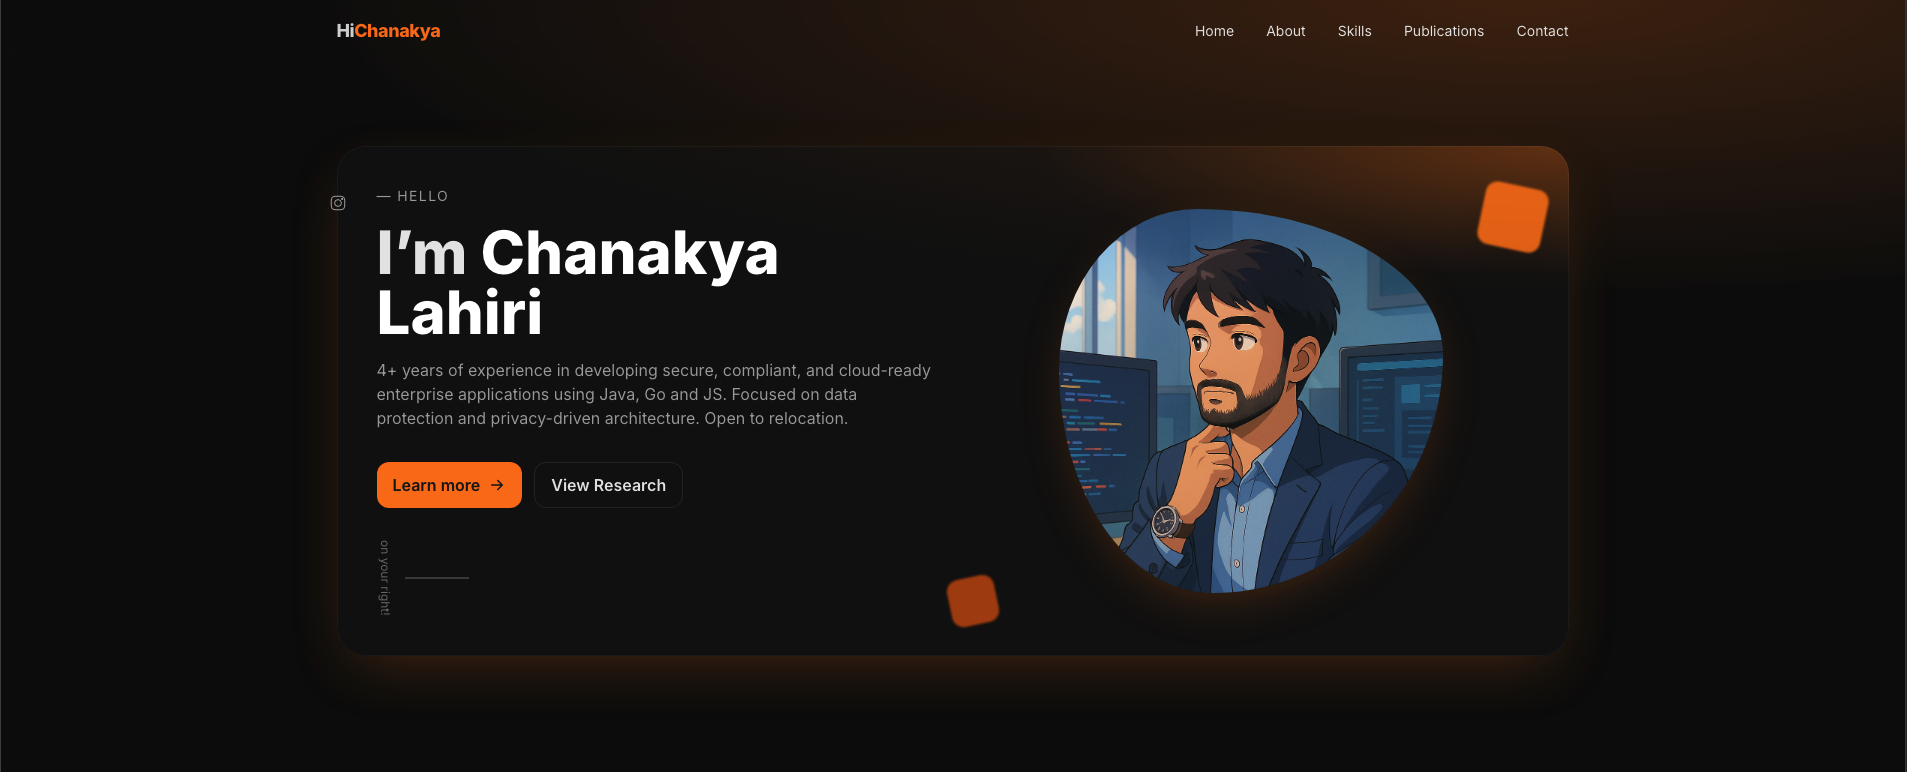 HiChanakya
Home About Skills Publications Contact
— HELLO
I’m Chanakya
Lahiri
4+ years of experience in developing secure, compliant, and cloud-ready
enterprise applications using Java, Go and JS. Focused on data
protection and privacy-driven architecture. Open to relocation.
Learn more →
View Research
on your right!